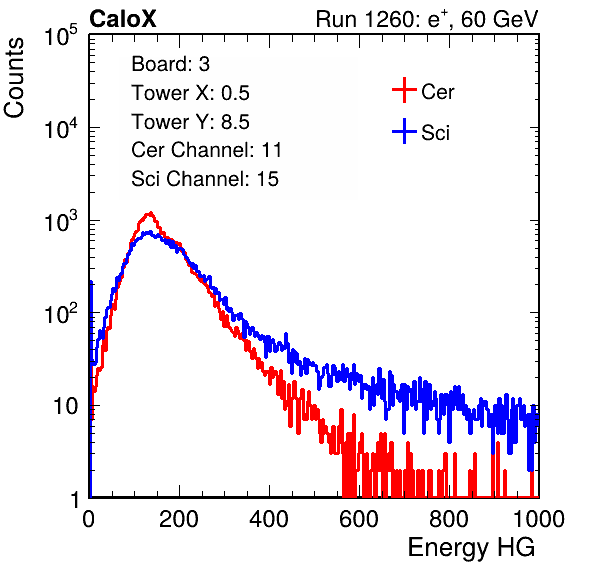 CaloX Run 1260: e⁺, 60 GeV
Counts
Board: 3
Tower X: 0.5
Tower Y: 8.5
Cer Channel: 11
Sci Channel: 15
Cer
Sci
10⁵
10⁴
10³
10²
10
1
0 200 400 600 800 1000
Energy HG